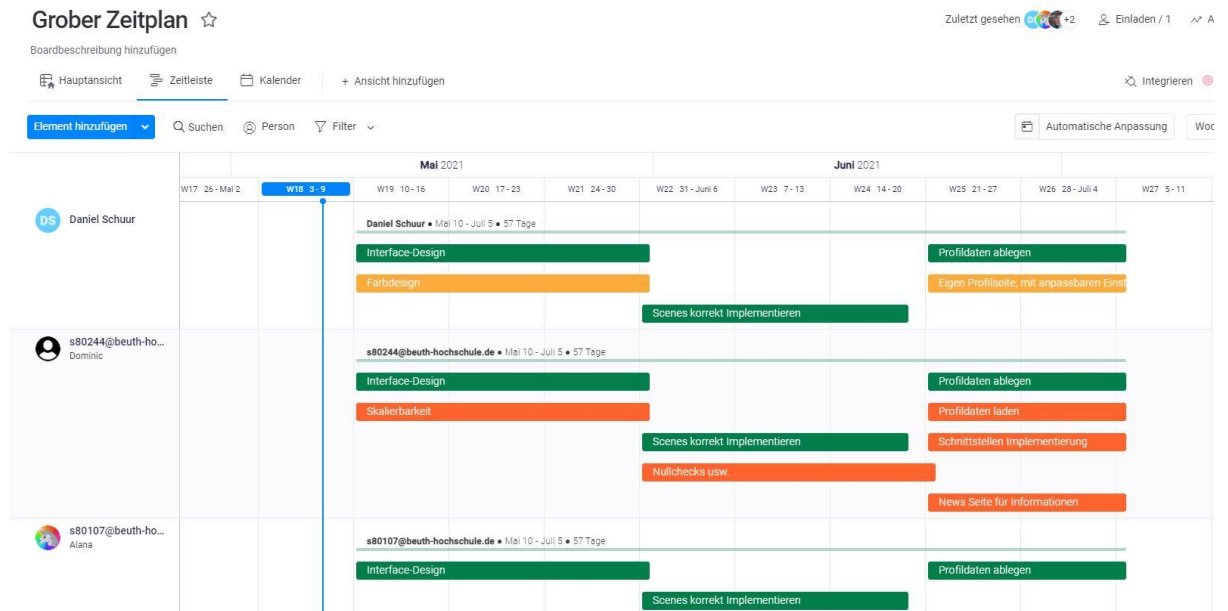 Grober Zeitplan
Zuletzt gesehen DS +2 Einladen / 1 A
Boardbeschreibung hinzufügen
Hauptansicht Zeitleiste Kalender + Ansicht hinzufügen Integrieren
Element hinzufügen Suchen Person Filter Automatische Anpassung Woc
Mai 2021 Juni 2021
W17 26 - Mai 2 W18 3 - 9 W19 10 - 16 W20 17 - 23 W21 24 - 30 W22 31 - Juni 6 W23 7 - 13 W24 14 - 20 W25 21 - 27 W26 28 - Juli 4 W27 5 - 11
DS Daniel Schuur
Daniel Schuur • Mai 10 - Juli 5 • 57 Tage
Interface-Design Profildaten ablegen
Farbdesign Eigen Profilseite, mit anpassbaren Einst
Scenes korrekt Implementieren
s80244@beuth-ho...
Dominic
s80244@beuth-hochschule.de • Mai 10 - Juli 5 • 57 Tage
Interface-Design Profildaten ablegen
Skalierbarkeit Profildaten laden
Scenes korrekt Implementieren Schnittstellen Implementierung
Nullchecks usw.
News Seite für Informationen
s80107@beuth-ho...
Alana
s80107@beuth-hochschule.de • Mai 10 - Juli 5 • 57 Tage
Interface-Design Profildaten ablegen
Scenes korrekt Implementieren